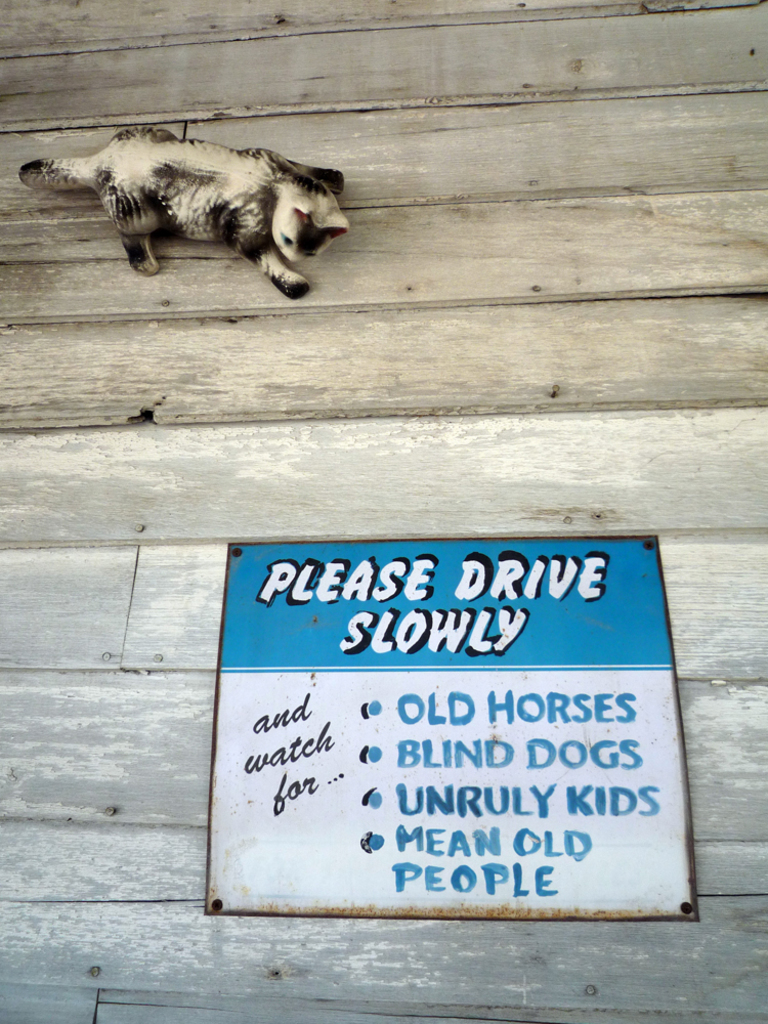 PLEASE DRIVE
SLOWLY
and
watch
for...
• OLD HORSES
• BLIND DOGS
• UNRULY KIDS
• MEAN OLD
PEOPLE